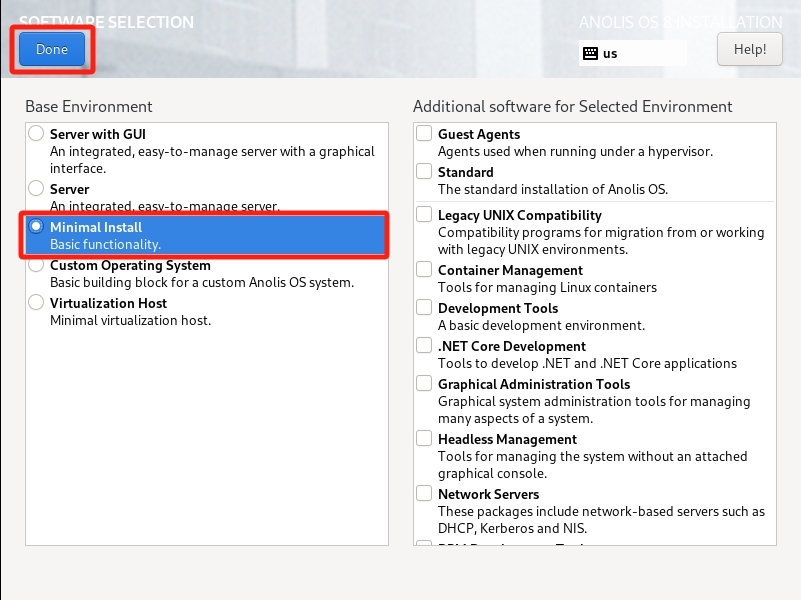 SOFTWARE SELECTION
ANOLIS OS 8 INSTALLATION
Done
us
Help!
Base Environment
Server with GUI
An integrated, easy-to-manage server with a graphical
interface.
Server
An integrated, easy-to-manage server.
Minimal Install
Basic functionality.
Custom Operating System
Basic building block for a custom Anolis OS system.
Virtualization Host
Minimal virtualization host.
Additional software for Selected Environment
Guest Agents
Agents used when running under a hypervisor.
Standard
The standard installation of Anolis OS.
Legacy UNIX Compatibility
Compatibility programs for migration from or working
with legacy UNIX environments.
Container Management
Tools for managing Linux containers
Development Tools
A basic development environment.
.NET Core Development
Tools to develop .NET and .NET Core applications
Graphical Administration Tools
Graphical system administration tools for managing
many aspects of a system.
Headless Management
Tools for managing the system without an attached
graphical console.
Network Servers
These packages include network-based servers such as
DHCP, Kerberos and NIS.